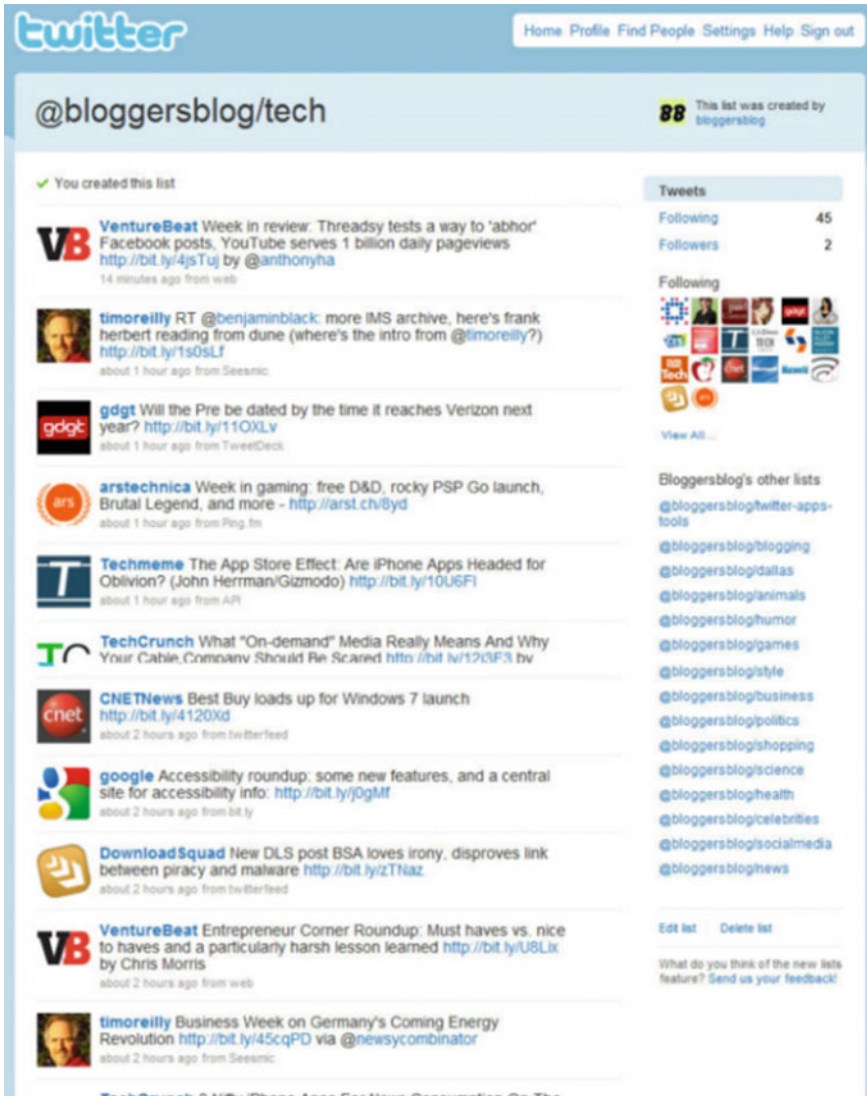 twitter
Home Profile Find People Settings Help Sign out
@bloggersblog/tech
88
This list was created by
bloggersblog
You created this list
VB
VentureBeat Week in review: Threadsy tests a way to 'abhor'
Facebook posts, YouTube serves 1 billion daily pageviews
http://bit.ly/4jsTuj by @anthonyha
14 minutes ago from web
timoreilly RT @benjaminblack: more IMS archive, here's frank
herbert reading from dune (where's the intro from @timoreilly?)
http://bit.ly/1s0sLf
about 1 hour ago from Seesmic
gdgt
gdgt Will the Pre be dated by the time it reaches Verizon next
year? http://bit.ly/11OXLv
about 1 hour ago from TweetDeck
ars
arstechnica Week in gaming: free D&D, rocky PSP Go launch,
Brutal Legend, and more - http://arst.ch/8yd
about 1 hour ago from Ping.fm
T
Techmeme The App Store Effect: Are iPhone Apps Headed for
Oblivion? (John Herrman/Gizmodo) http://bit.ly/10U6Fl
about 1 hour ago from API
TechCrunch What "On-demand" Media Really Means And Why
Your Cable Company Should Be Scared http://bit.ly/12i3F3 by
cnet
CNETNews Best Buy loads up for Windows 7 launch
http://bit.ly/4120Xd
about 2 hours ago from twitterfeed
google Accessibility roundup: some new features, and a central
site for accessibility info: http://bit.ly/j0gMf
about 2 hours ago from bit.ly
DownloadSquad New DLS post BSA loves irony, disproves link
between piracy and malware http://bit.ly/zTNaz
about 2 hours ago from twitterfeed
VB
VentureBeat Entrepreneur Corner Roundup: Must haves vs. nice
to haves and a particularly harsh lesson learned http://bit.ly/U8Lix
by Chris Morris
about 2 hours ago from web
timoreilly Business Week on Germany's Coming Energy
Revolution http://bit.ly/45cqPD via @newsycombinator
about 2 hours ago from Seesmic
Tweets
Following 45
Followers 2
Following
View All...
Bloggersblog's other lists
@bloggersblog/twitter-apps-
tools
@bloggersblog/blogging
@bloggersblog/dallas
@bloggersblog/animals
@bloggersblog/humor
@bloggersblog/games
@bloggersblog/style
@bloggersblog/business
@bloggersblog/politics
@bloggersblog/shopping
@bloggersblog/science
@bloggersblog/health
@bloggersblog/celebrities
@bloggersblog/socialmedia
@bloggersblog/news
Edit list Delete list
What do you think of the new lists
feature? Send us your feedback!